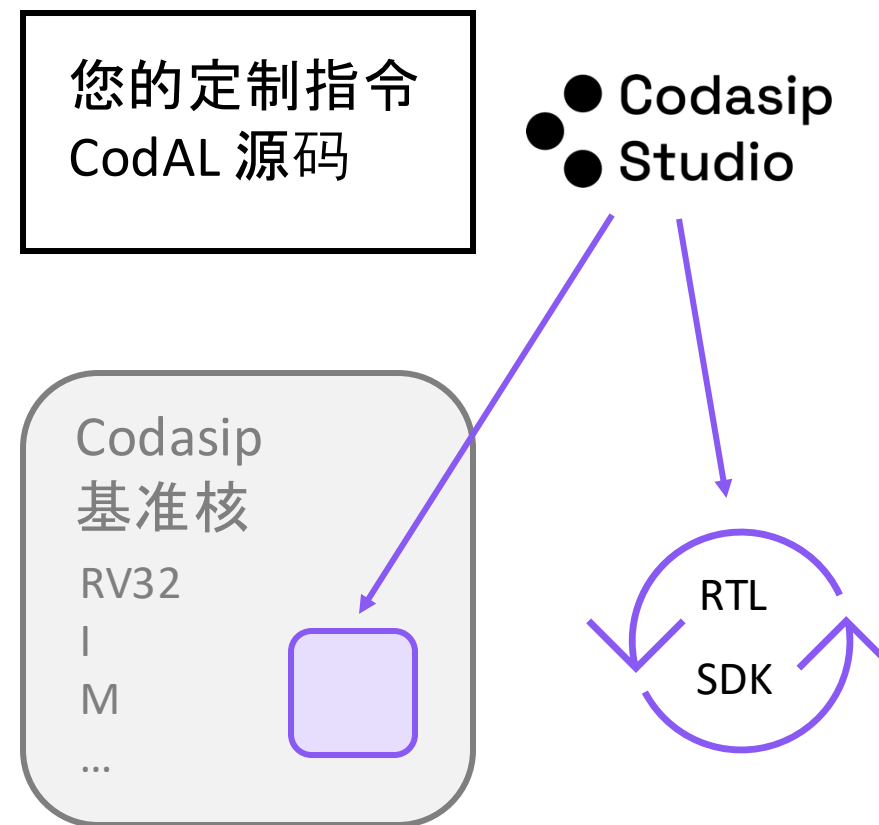 您的定制指令
CodAL 源码
Codasip
Studio
Codasip
基准核
RV32
I
M
...
RTL
SDK